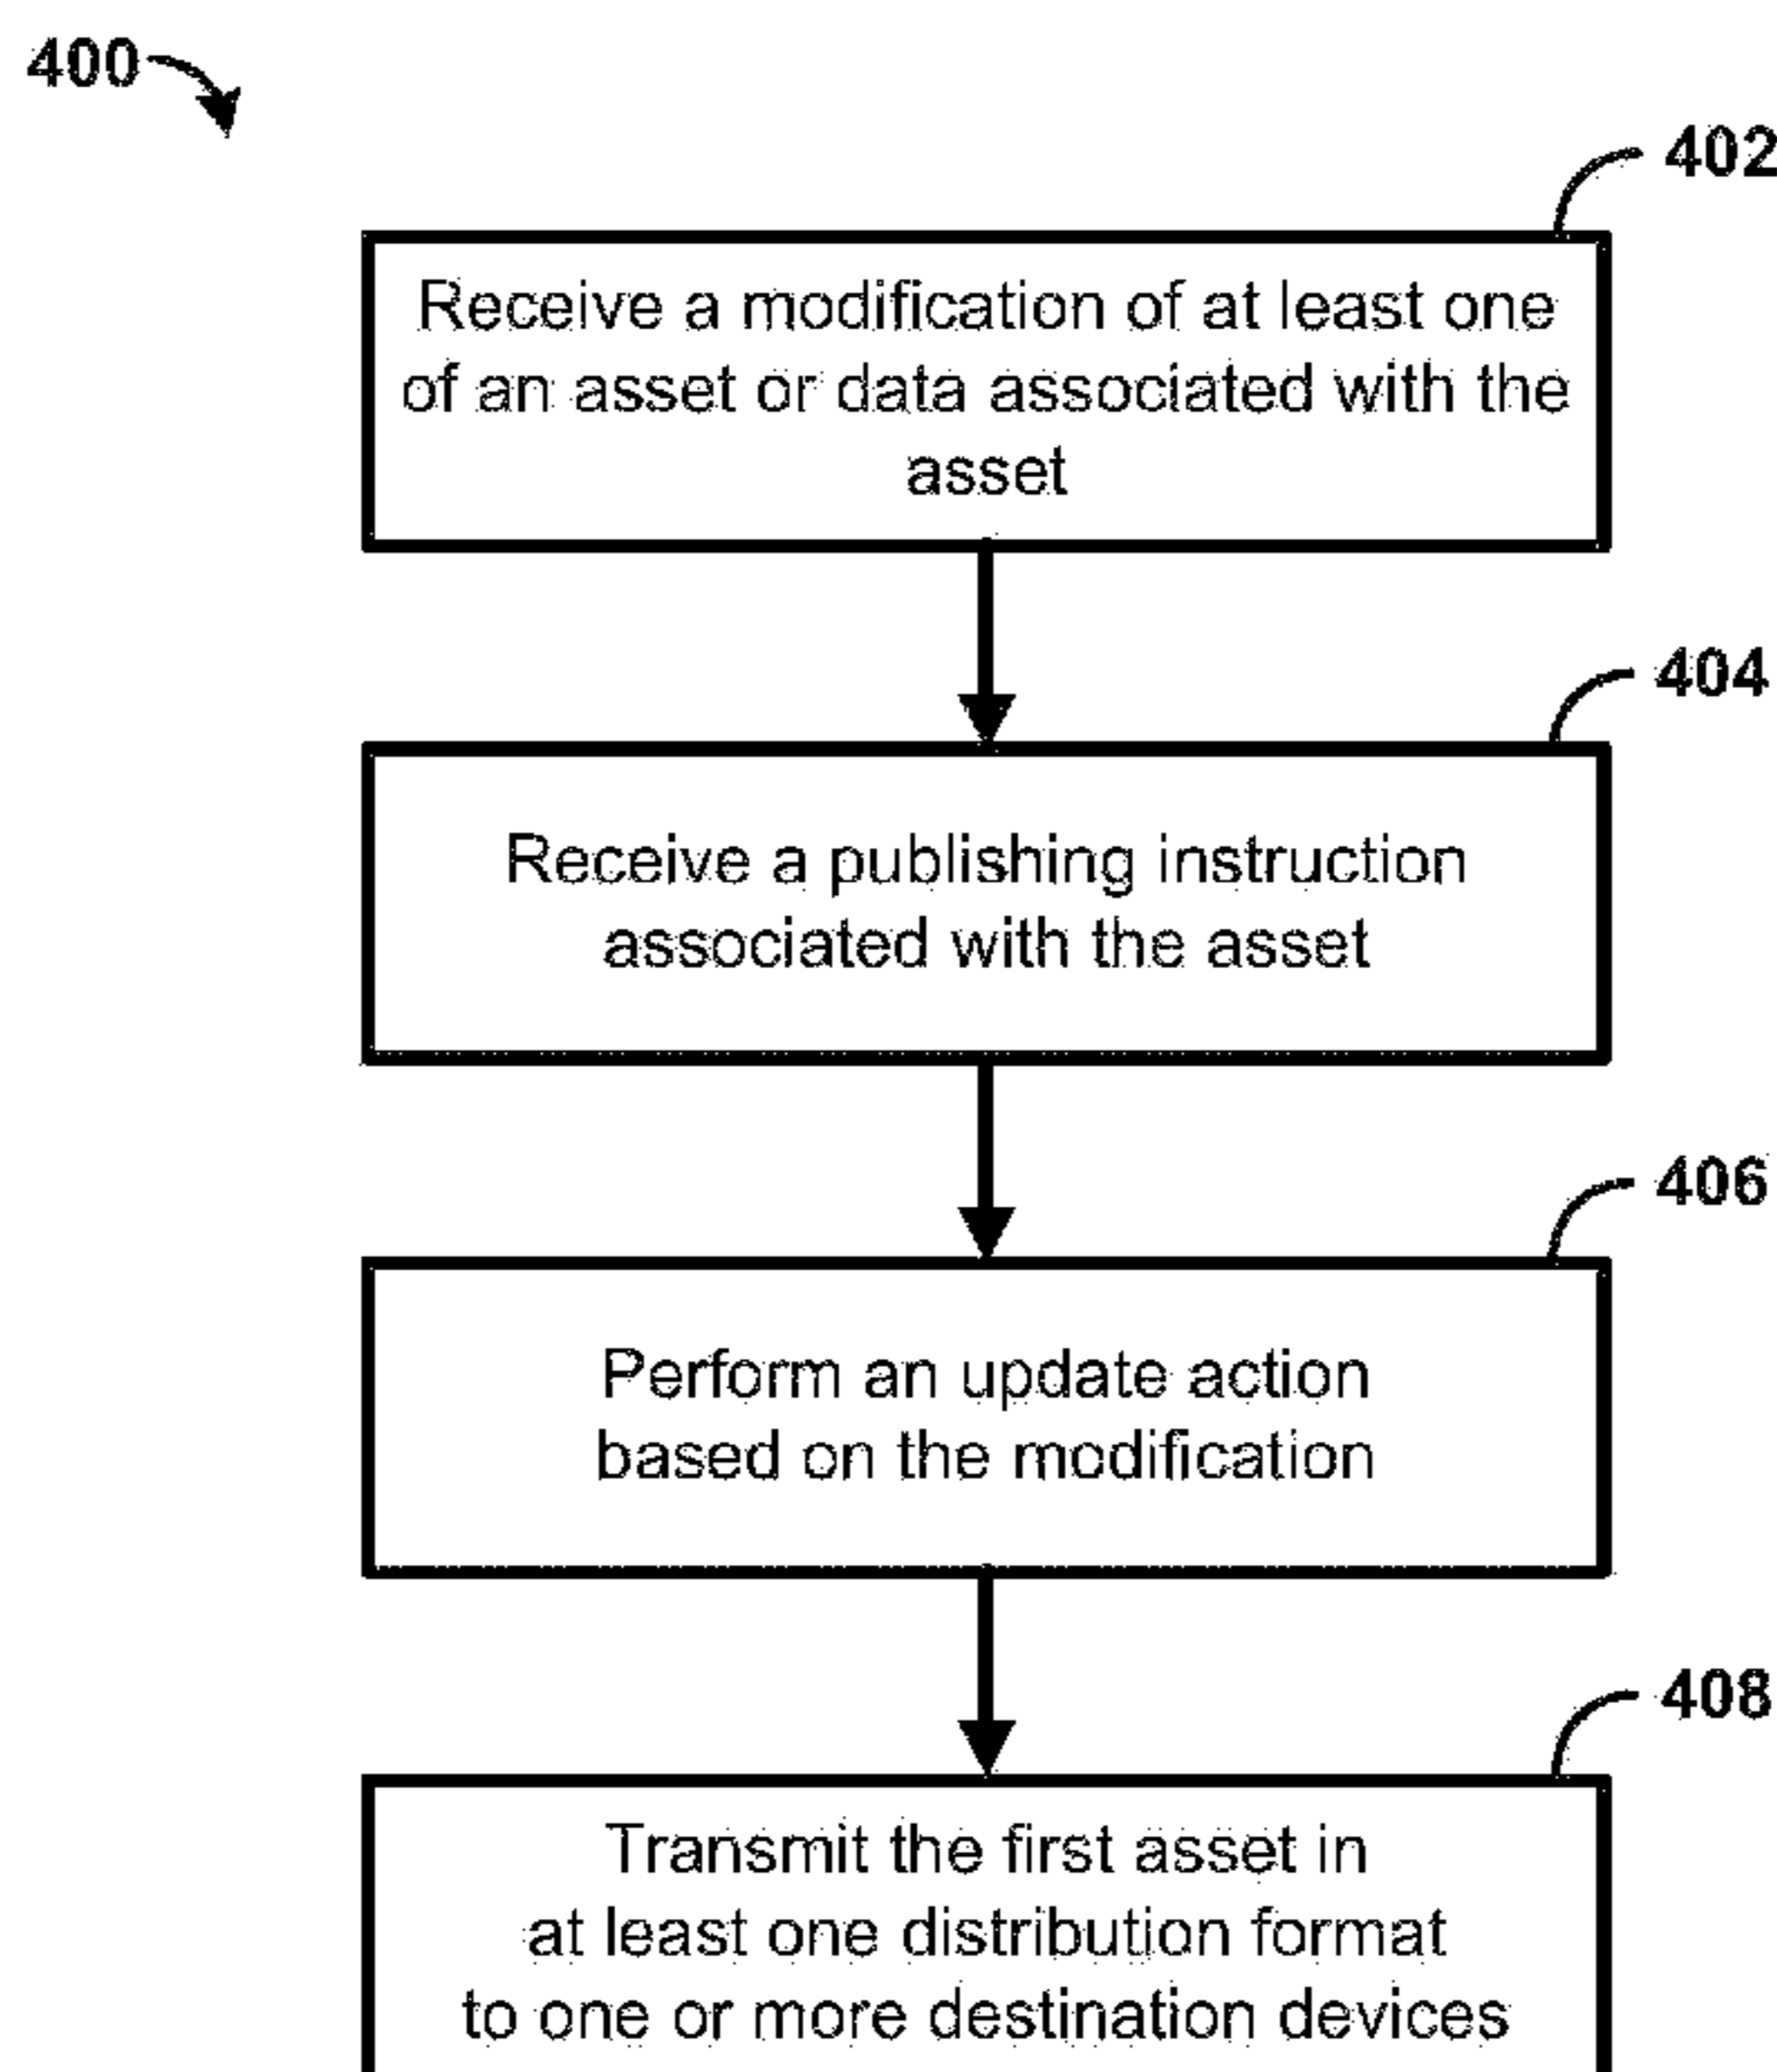 400
402
Receive a modification of at least one
of an asset or data associated with the
asset
404
Receive a publishing instruction
associated with the asset
406
Perform an update action
based on the modification
408
Transmit the first asset in
at least one distribution format
to one or more destination devices